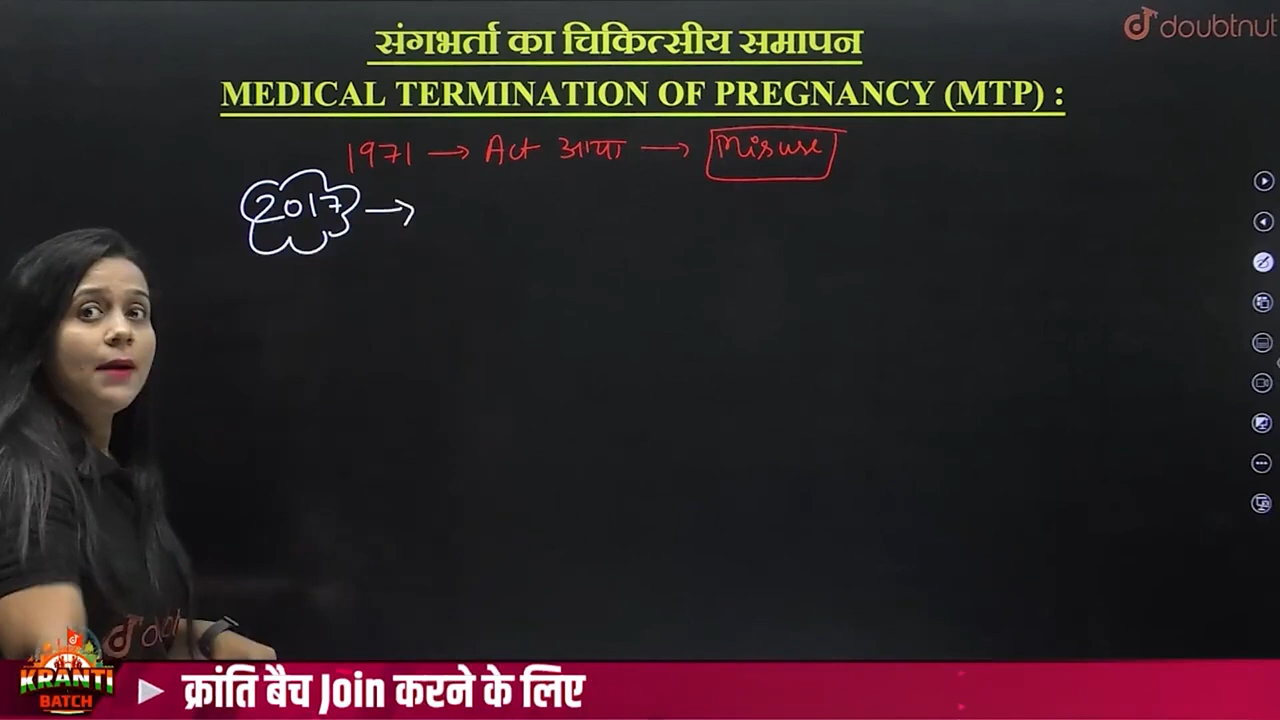 doubtnut
संगभर्ता का चिकित्सीय समापन
MEDICAL TERMINATION OF PREGNANCY (MTP) :
1971 → Act आया → Misuse
2017 →
KRANTI
BATCH
क्रांति बैच Join करने के लिए